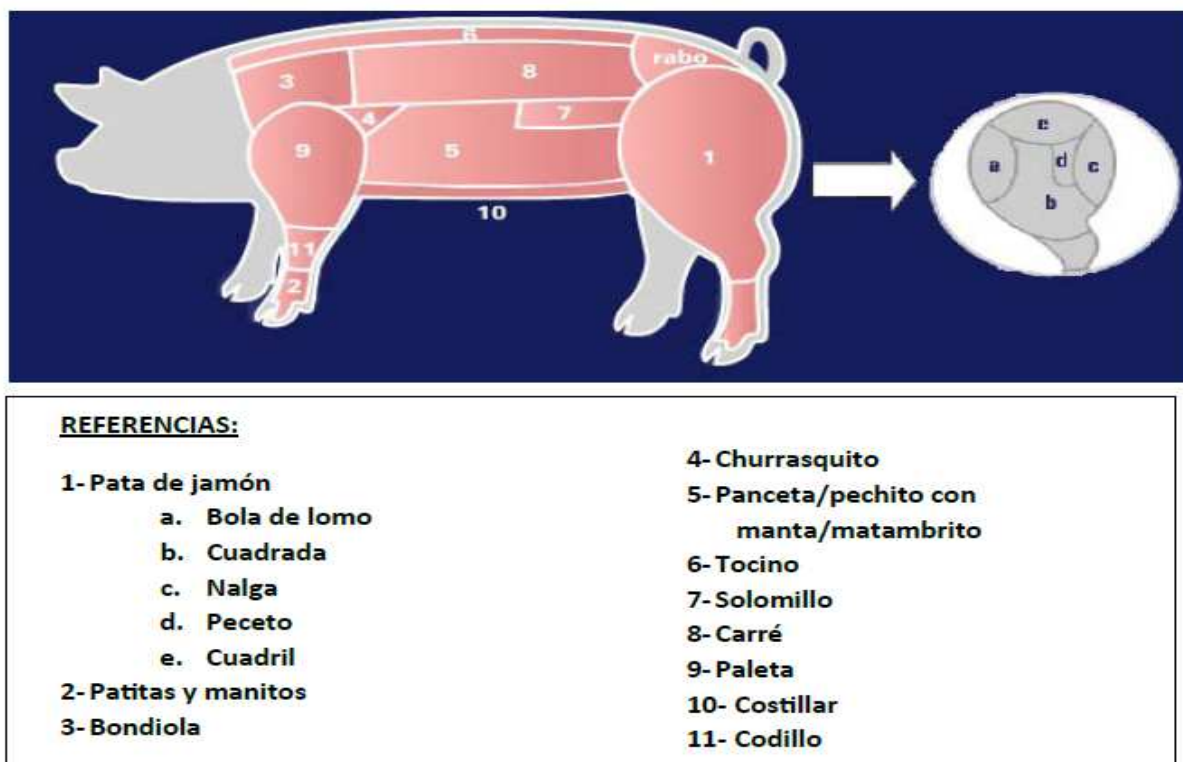 6
rabo
3
8
4
7
9
5
1
10
11
2
e
a
d
c
b
REFERENCIAS:
1- Pata de jamón
a. Bola de lomo
b. Cuadrada
c. Nalga
d. Peceto
e. Cuadril
2- Patitas y manitos
3- Bondiola
4- Churrasquito
5- Panceta/pechito con
manta/matambrito
6- Tocino
7- Solomillo
8- Carré
9- Paleta
10- Costillar
11- Codillo